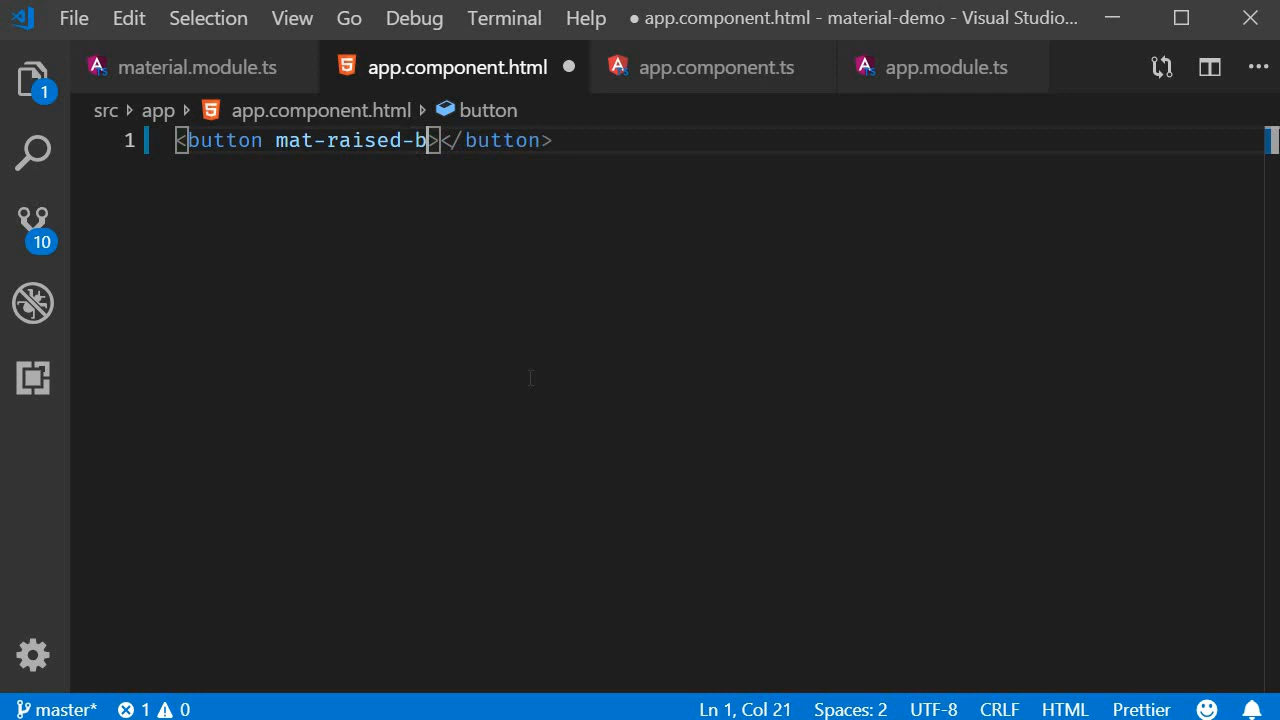 File Edit Selection View Go Debug Terminal Help ● app.component.html - material-demo - Visual Studio...
material.module.ts app.component.html app.component.ts app.module.ts
src app app.component.html button
1 <button mat-raised-b></button>
1
10
master* 1 0 Ln 1, Col 21 Spaces: 2 UTF-8 CRLF HTML Prettier